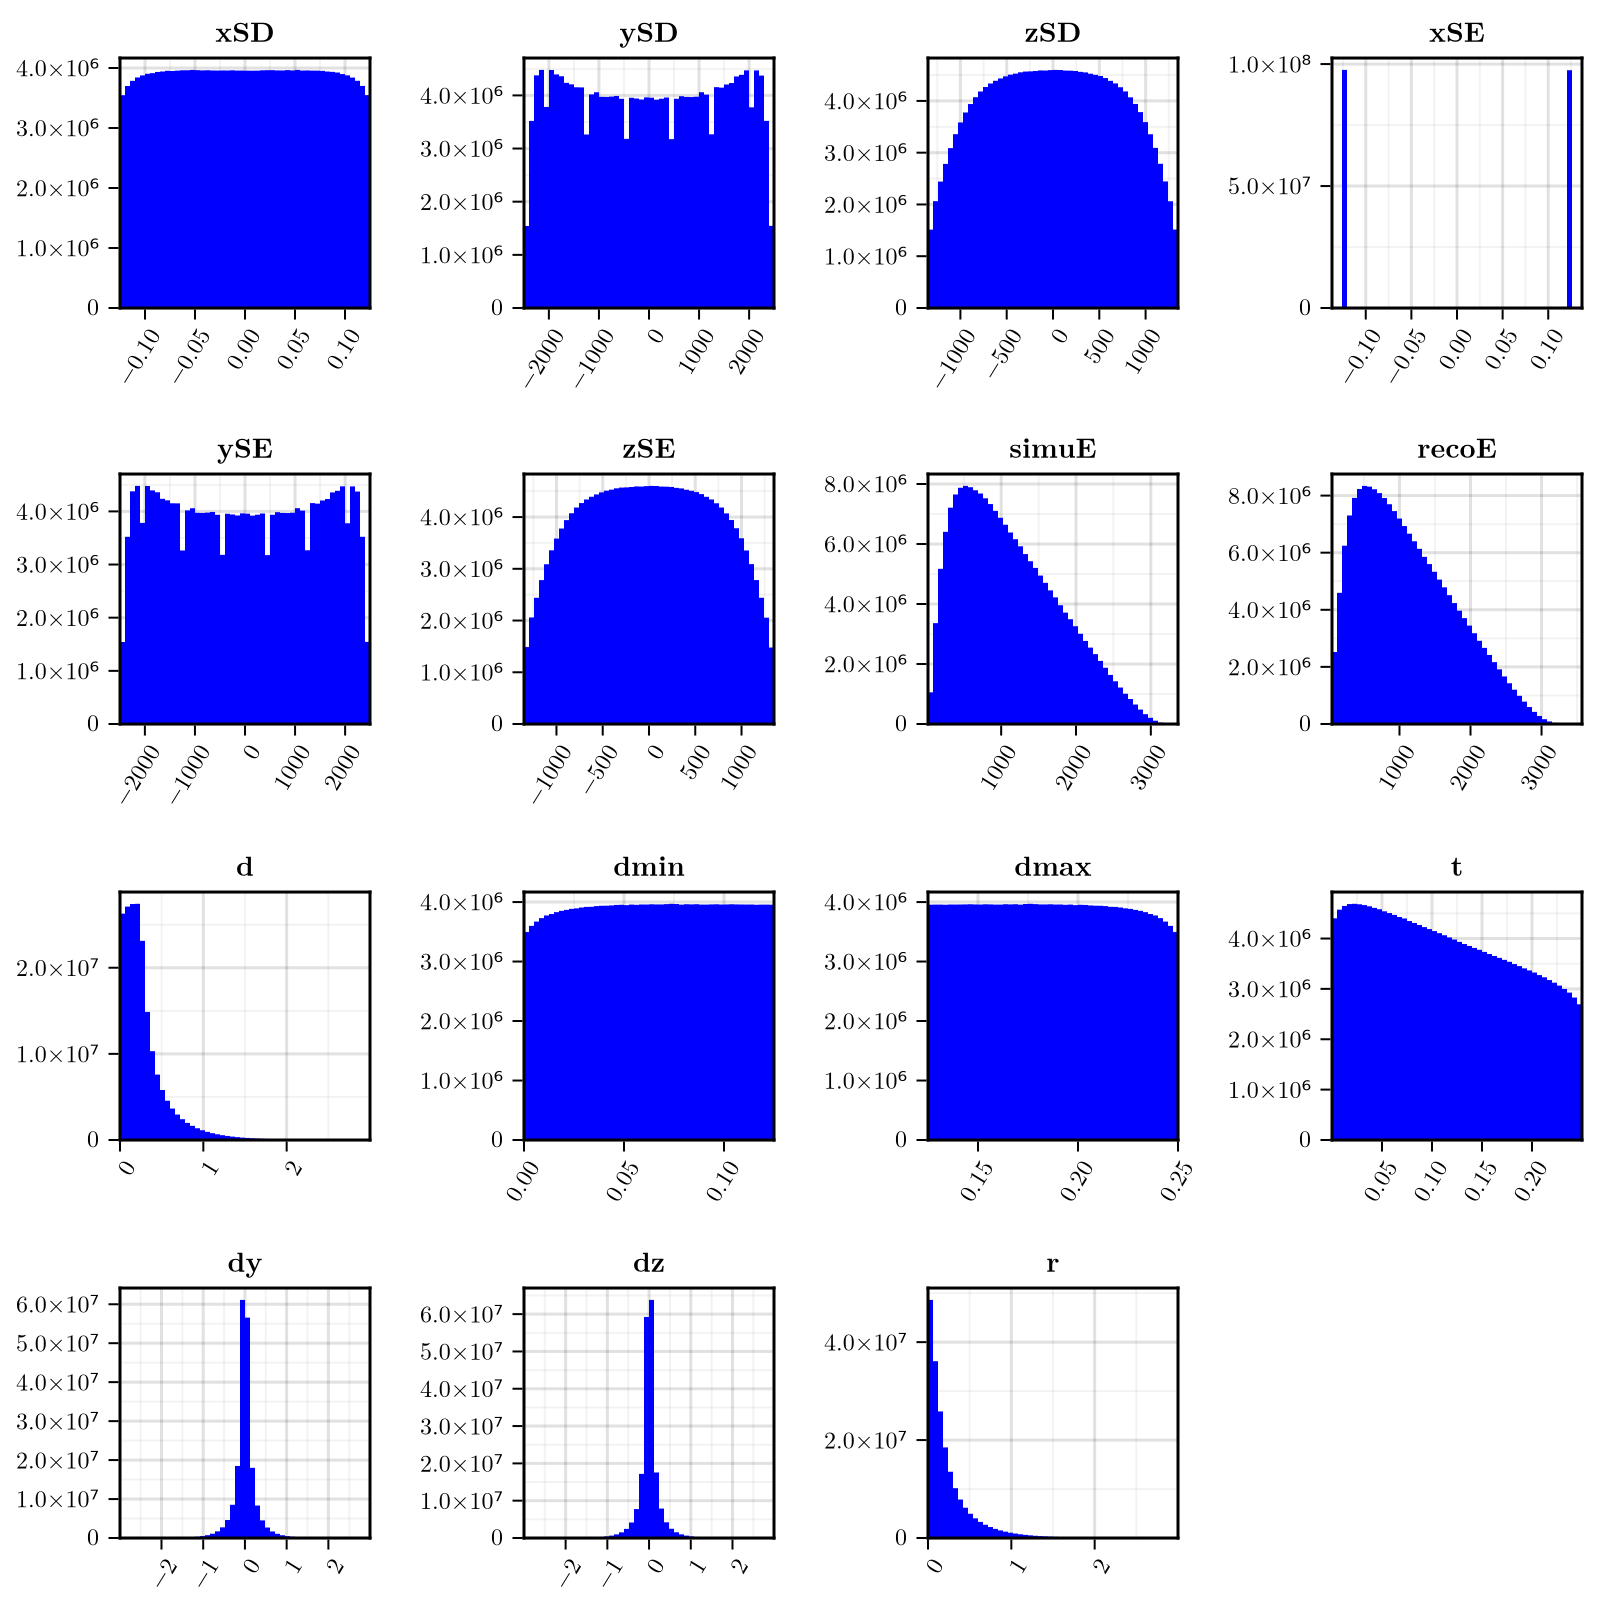 xSD
4.0×10⁶
3.0×10⁶
2.0×10⁶
1.0×10⁶
0
−0.10 −0.05 0.00 0.05 0.10
ySD
4.0×10⁶
3.0×10⁶
2.0×10⁶
1.0×10⁶
0
−2000 −1000 0 1000 2000
zSD
4.0×10⁶
3.0×10⁶
2.0×10⁶
1.0×10⁶
0
−1000 −500 0 500 1000
xSE
1.0×10⁸
5.0×10⁷
0
−0.10 −0.05 0.00 0.05 0.10
ySE
4.0×10⁶
3.0×10⁶
2.0×10⁶
1.0×10⁶
0
−2000 −1000 0 1000 2000
zSE
4.0×10⁶
3.0×10⁶
2.0×10⁶
1.0×10⁶
0
−1000 −500 0 500 1000
simuE
8.0×10⁶
6.0×10⁶
4.0×10⁶
2.0×10⁶
0
1000 2000 3000
recoE
8.0×10⁶
6.0×10⁶
4.0×10⁶
2.0×10⁶
0
1000 2000 3000
d
2.0×10⁷
1.0×10⁷
0
0 1 2
dmin
4.0×10⁶
3.0×10⁶
2.0×10⁶
1.0×10⁶
0
0.00 0.05 0.10
dmax
4.0×10⁶
3.0×10⁶
2.0×10⁶
1.0×10⁶
0
0.15 0.20 0.25
t
4.0×10⁶
3.0×10⁶
2.0×10⁶
1.0×10⁶
0
0.05 0.10 0.15 0.20
dy
6.0×10⁷
5.0×10⁷
4.0×10⁷
3.0×10⁷
2.0×10⁷
1.0×10⁷
0
−2 −1 0 1 2
dz
6.0×10⁷
5.0×10⁷
4.0×10⁷
3.0×10⁷
2.0×10⁷
1.0×10⁷
0
−2 −1 0 1 2
r
4.0×10⁷
2.0×10⁷
0
0 1 2